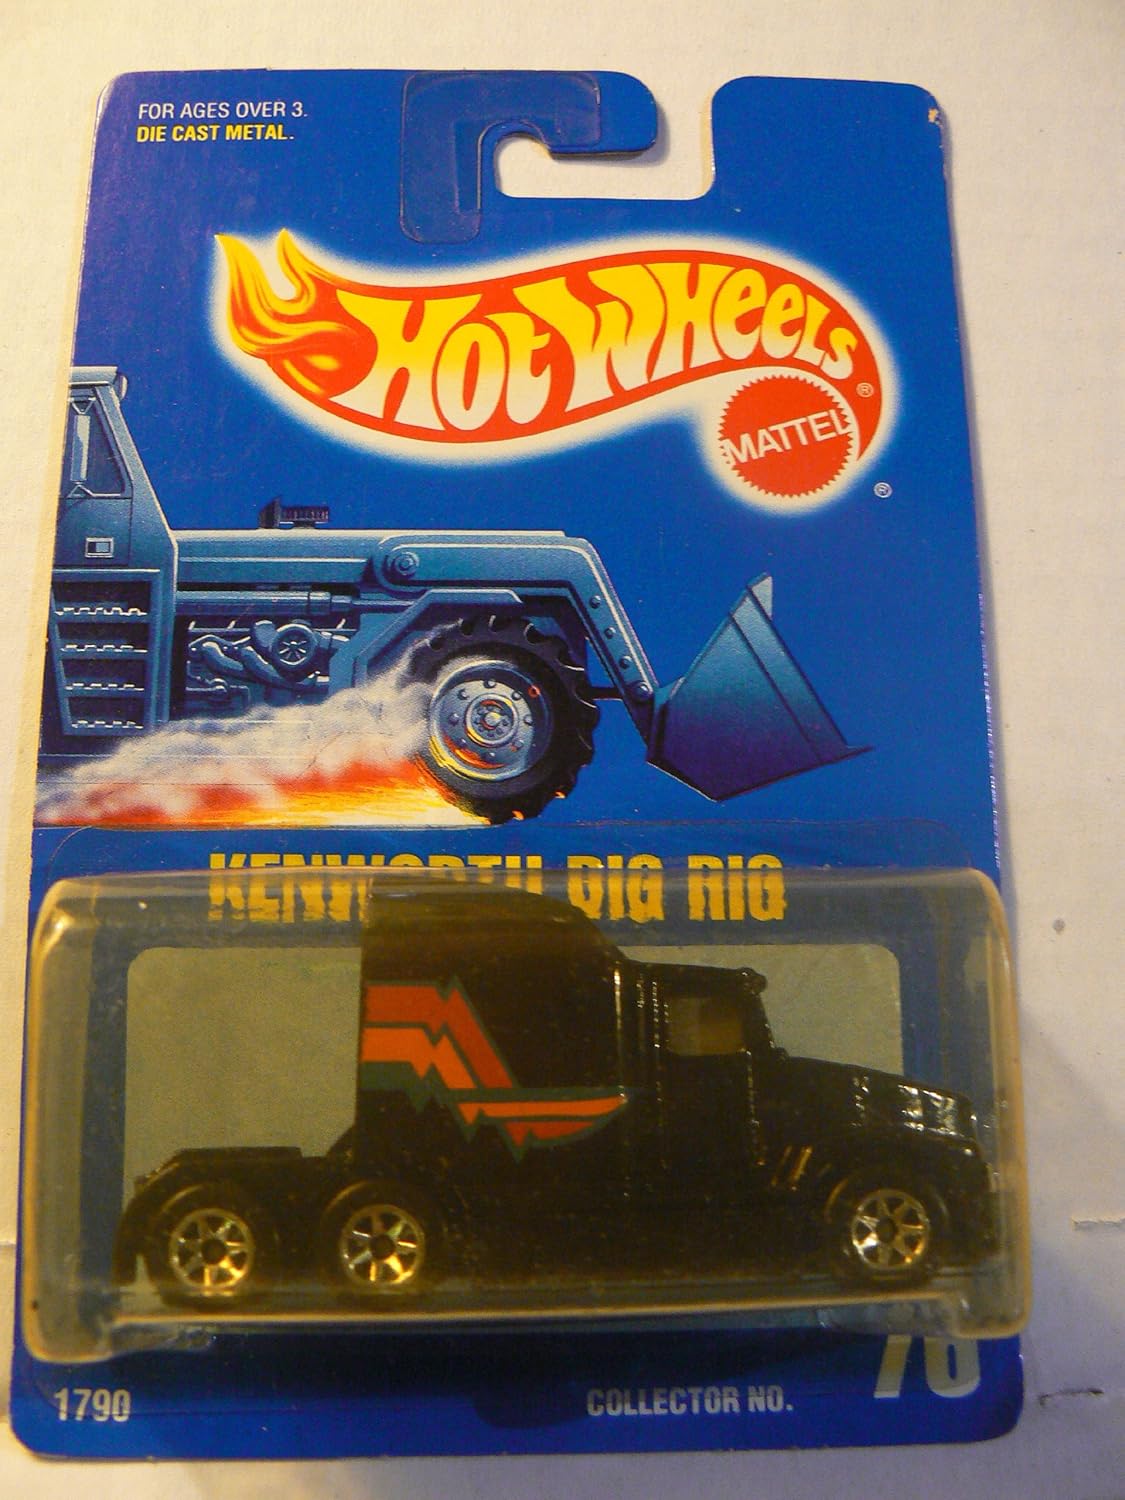 FOR AGES OVER 3.
DIE CAST METAL.
HOT WHEELS ®
MATTEL
®
KENWORTH BIG RIG
1790
COLLECTOR NO.